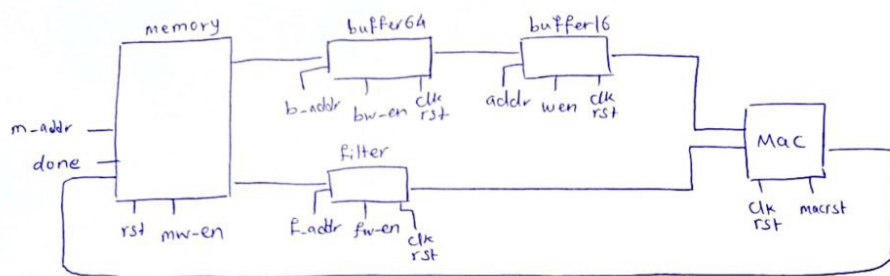 memory
buffer64
buffer16
b_addr
bw-en
clk
rst
addr
wen
clk
rst
m-addr
done
rst
mw-en
filter
f_addr
fw-en
clk
rst
Mac
clk
rst
macrst